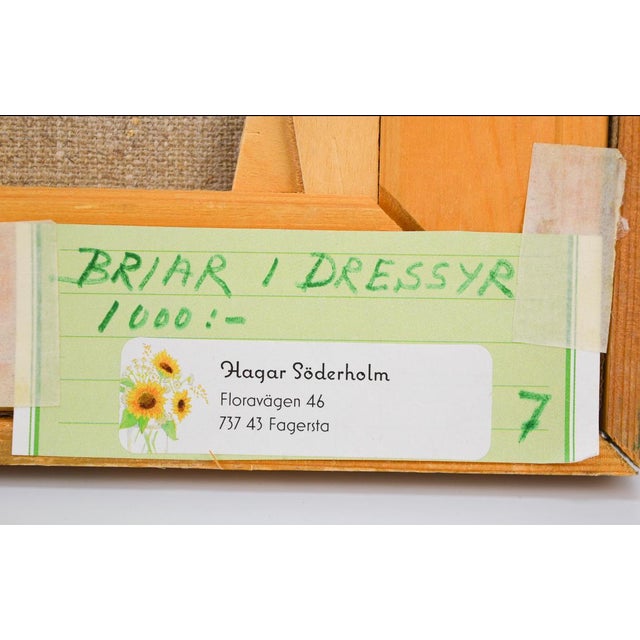 BRIAR I DRESSYR
1000:-
Hagar Söderholm
Floravägen 46
737 43 Fagersta
7